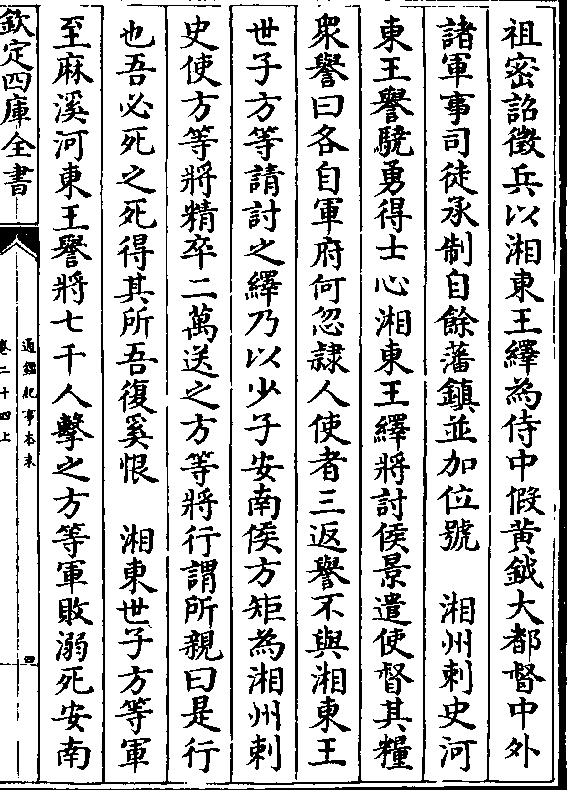 祖密詔徵兵以湘東王繹為侍中假黄鉞大都督中外
諸軍事司徒承制自餘藩鎮並加位號　湘州刺史河
東王譽驍勇得士心湘東王繹將討侯景遣使督其糧
衆譽曰各自軍府何忽隷人使者三返譽不與湘東王
世子方等請討之繹乃以少子安南侯方矩為湘州刺
史使方等將精卒二萬送之方等將行謂所親曰是行
也吾必死之死得其所吾復奚恨　湘東世子方等軍
至麻溪河東王譽將七千人擊之方等軍敗溺死安南
欽定四庫全書
通鑑紀事本末
卷二十四上
四